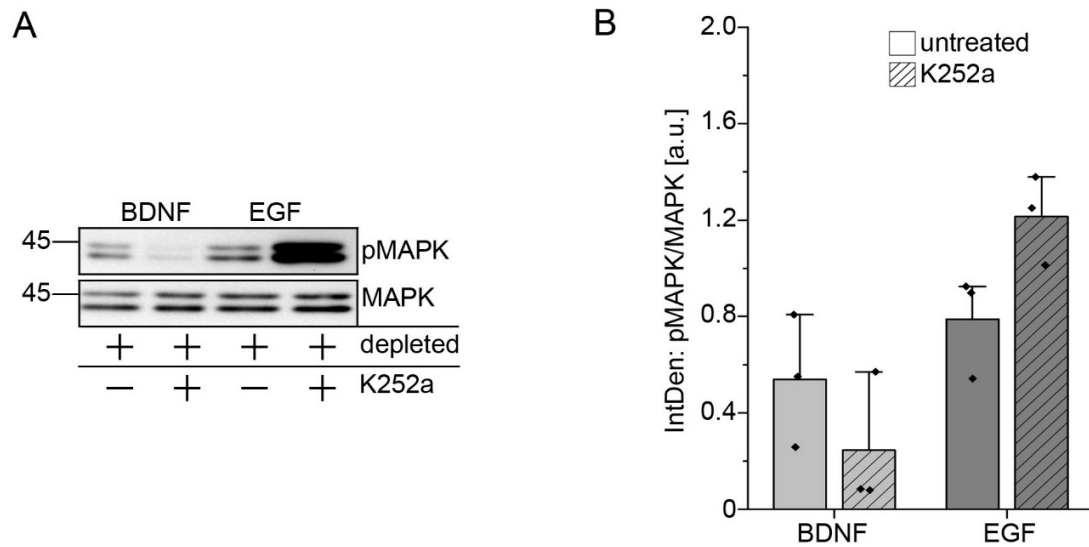 A
BDNF EGF
45 pMAPK
45 MAPK
+ + + + depleted
− + − + K252a
B
IntDen: pMAPK/MAPK [a.u.]
2.0
1.6
1.2
0.8
0.4
0
untreated
K252a
BDNF EGF